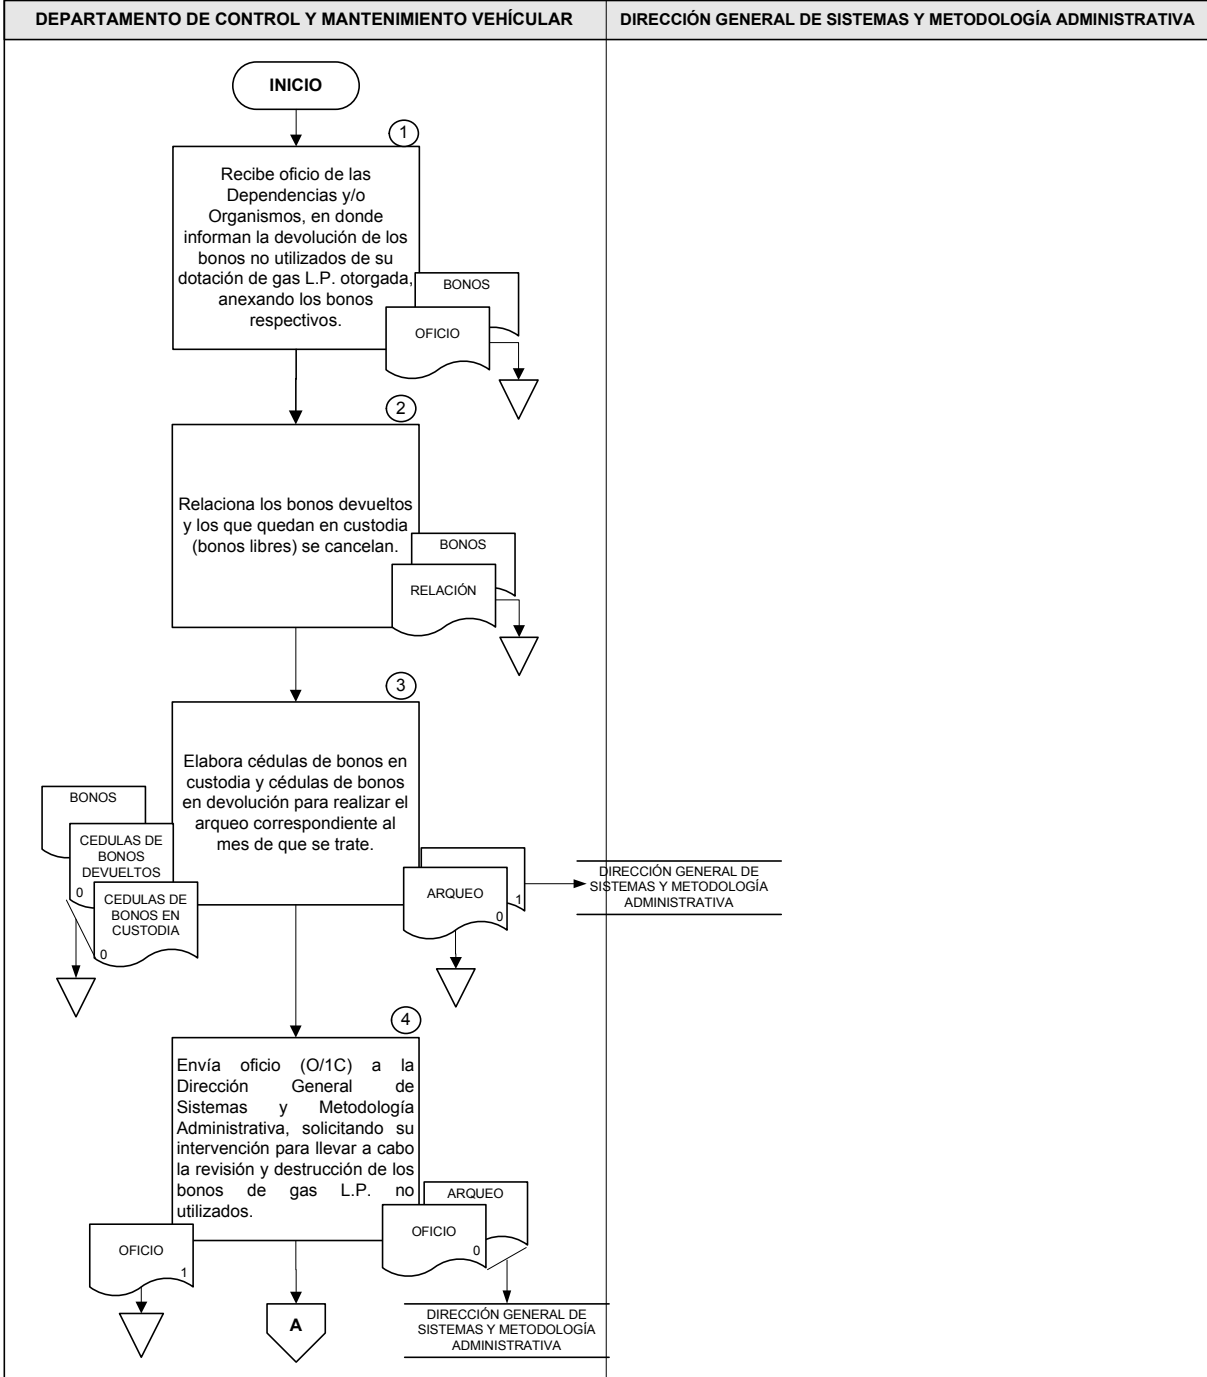 DEPARTAMENTO DE CONTROL Y MANTENIMIENTO VEHÍCULAR
DIRECCIÓN GENERAL DE SISTEMAS Y METODOLOGÍA ADMINISTRATIVA
INICIO
1
Recibe oficio de las
Dependencias y/o
Organismos, en donde
informan la devolución de los
bonos no utilizados de su
dotación de gas L.P. otorgada,
anexando los bonos
respectivos.
BONOS
OFICIO
2
Relaciona los bonos devueltos
y los que quedan en custodia
(bonos libres) se cancelan.
BONOS
RELACIÓN
3
Elabora cédulas de bonos en
custodia y cédulas de bonos
en devolución para realizar el
arqueo correspondiente al
mes de que se trate.
BONOS
CEDULAS DE
BONOS
DEVUELTOS
0
CEDULAS DE
BONOS EN
CUSTODIA
0
ARQUEO
0
1
DIRECCIÓN GENERAL DE
SISTEMAS Y METODOLOGÍA
ADMINISTRATIVA
4
Envía oficio (O/1C) a la
Dirección General de
Sistemas y Metodología
Administrativa, solicitando su
intervención para llevar a cabo
la revisión y destrucción de los
bonos de gas L.P. no
utilizados.
ARQUEO
OFICIO
0
OFICIO
1
A
DIRECCIÓN GENERAL DE
SISTEMAS Y METODOLOGÍA
ADMINISTRATIVA